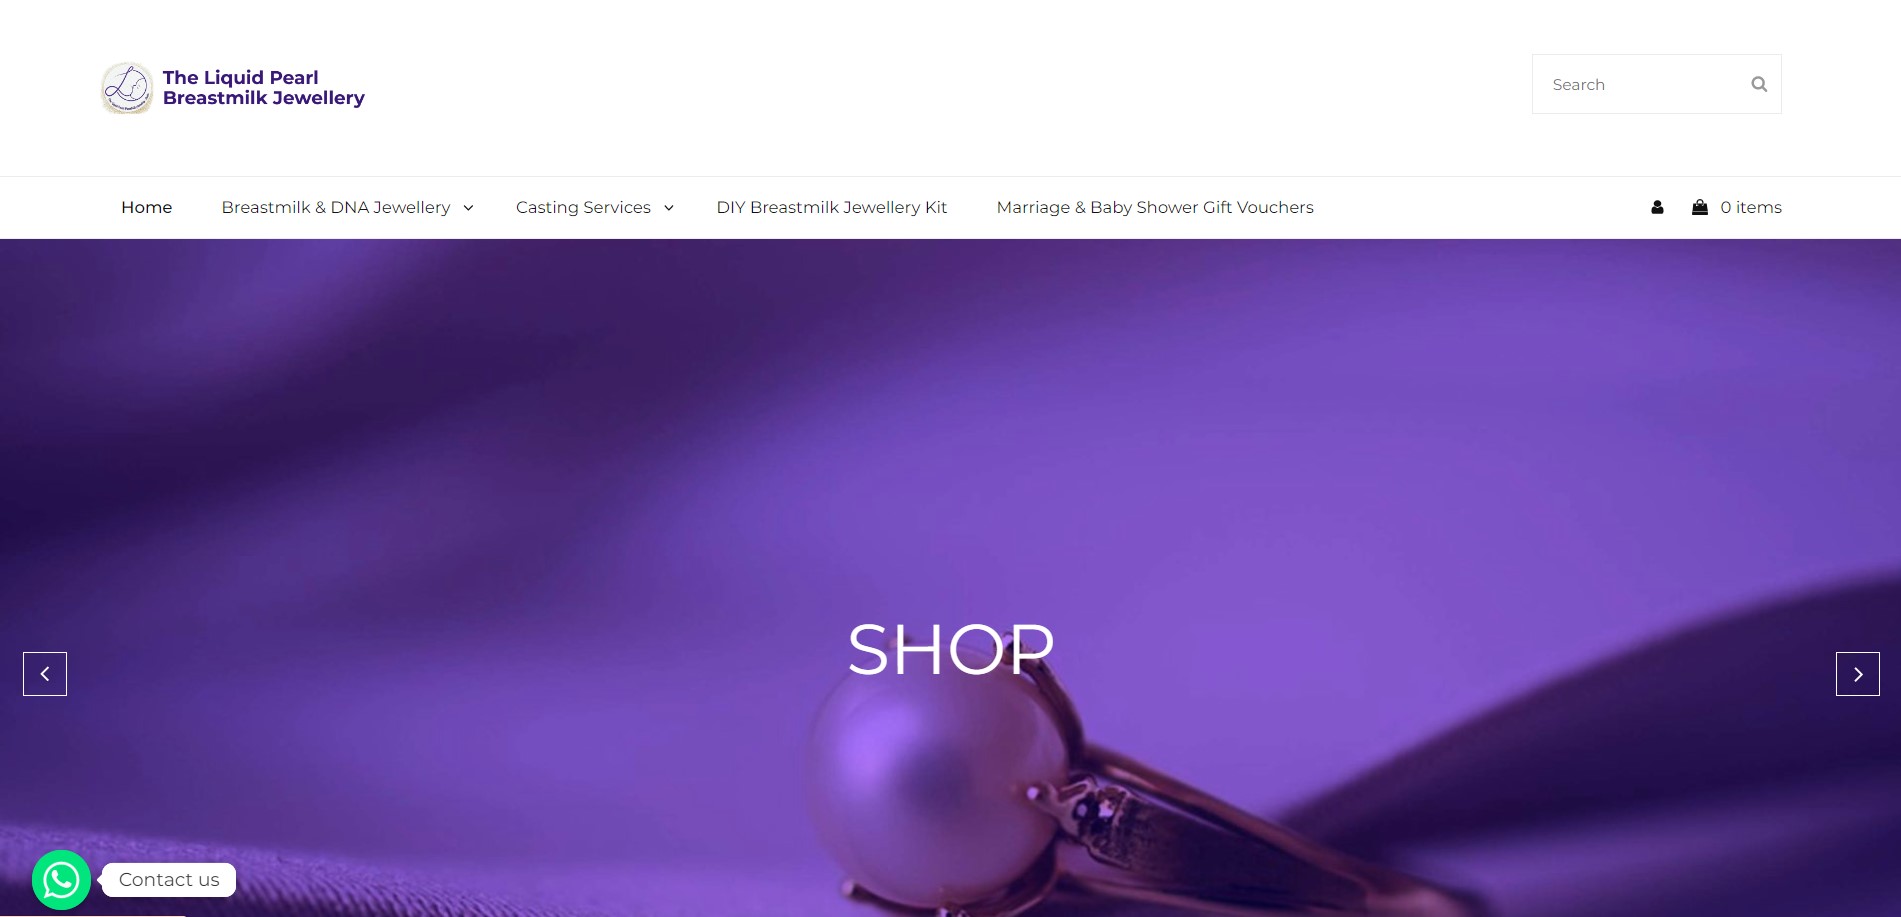 The Liquid Pearl
Breastmilk Jewellery
Search
Home
Breastmilk & DNA Jewellery
Casting Services
DIY Breastmilk Jewellery Kit
Marriage & Baby Shower Gift Vouchers
0 items
SHOP
Contact us